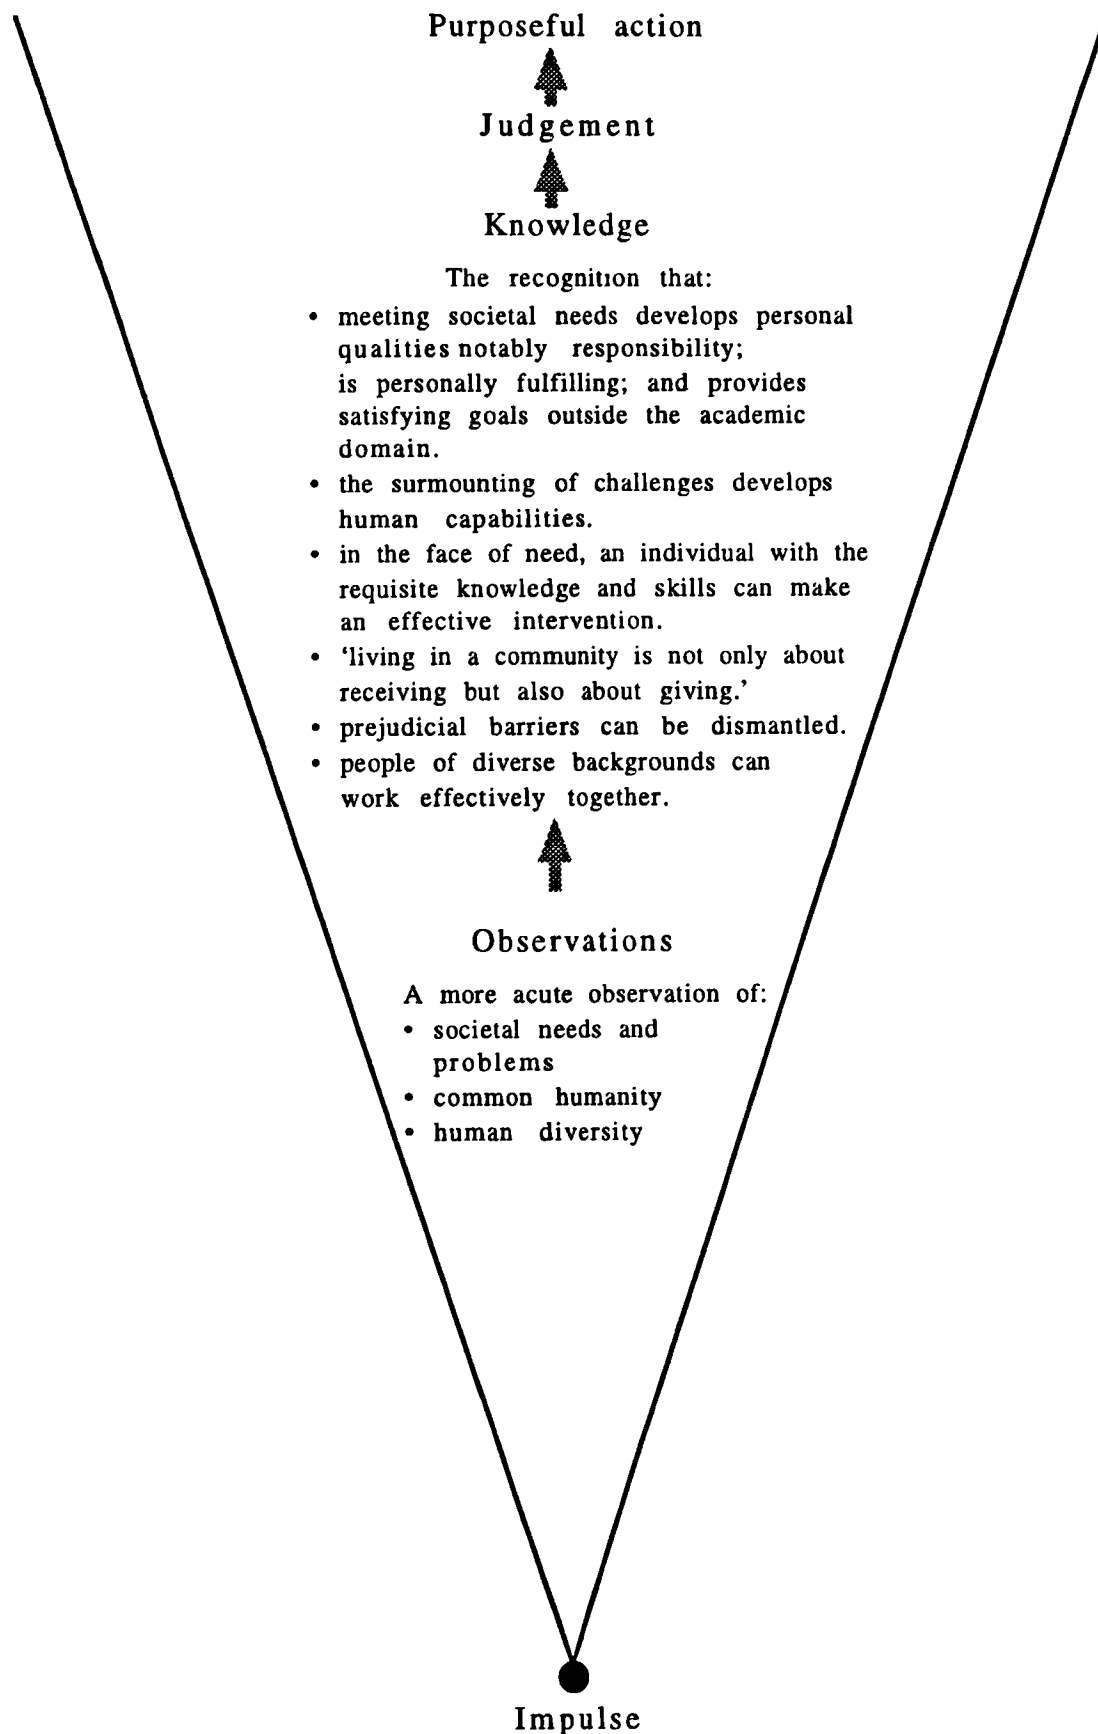 Purposeful action
Judgement
Knowledge
The recognition that:
• meeting societal needs develops personal
qualities notably responsibility;
is personally fulfilling; and provides
satisfying goals outside the academic
domain.
• the surmounting of challenges develops
human capabilities.
• in the face of need, an individual with the
requisite knowledge and skills can make
an effective intervention.
• ‘living in a community is not only about
receiving but also about giving.’
• prejudicial barriers can be dismantled.
• people of diverse backgrounds can
work effectively together.
Observations
A more acute observation of:
• societal needs and
problems
• common humanity
• human diversity
Impulse